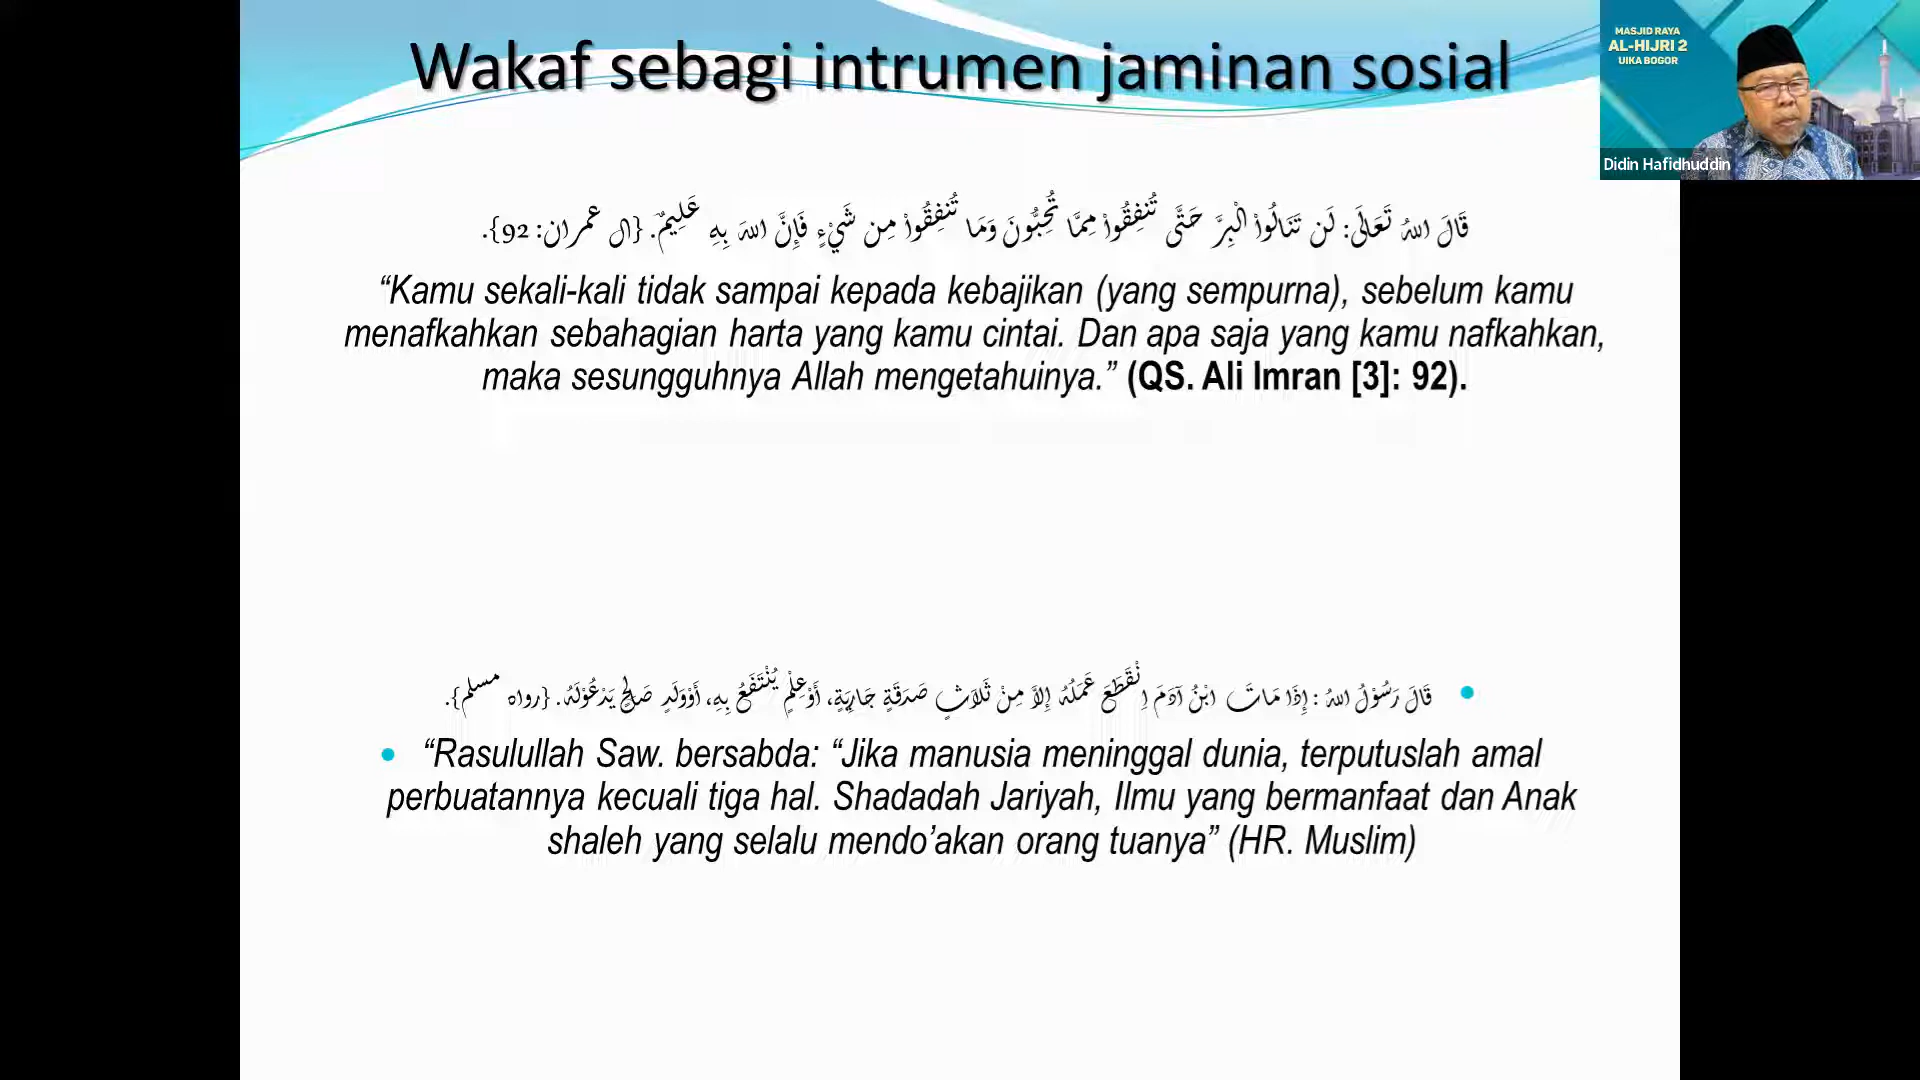 Wakaf sebagi intrumen jaminan sosial
MASJID RAYA
AL-HIJRI 2
UIKA BOGOR
Didin Hafidhuddin
قَالَ اللهُ تَعَالَى: لَن تَنَالُواْ الْبِرَّ حَتَّى تُنفِقُواْ مِمَّا تُحِبُّونَ وَمَا تُنفِقُواْ مِن شَيْءٍ فَإِنَّ اللهَ بِهِ عَلِيمٌ. {ال عمران: 92}.
“Kamu sekali-kali tidak sampai kepada kebajikan (yang sempurna), sebelum kamu
menafkahkan sebahagian harta yang kamu cintai. Dan apa saja yang kamu nafkahkan,
maka sesungguhnya Allah mengetahuinya.” (QS. Ali Imran [3]: 92).
• قَالَ رَسُوْلُ اللهُ : إِذَا مَاتَ ابْنُ آدَمَ اِنْقَطَعَ عَمَلُهُ إِلاَّ مِنْ ثَلاَثٍ صَدَقَةٍ جَارِيَةٍ، أَوْعِلْمٍ يُنْتَفَعُ بِهِ، أَوْوَلَدٍ صَالِحٍ يَدْعُوْلَهُ. {رواه مسلم}.
• “Rasulullah Saw. bersabda: “Jika manusia meninggal dunia, terputuslah amal
perbuatannya kecuali tiga hal. Shadadah Jariyah, Ilmu yang bermanfaat dan Anak
shaleh yang selalu mendo’akan orang tuanya” (HR. Muslim)